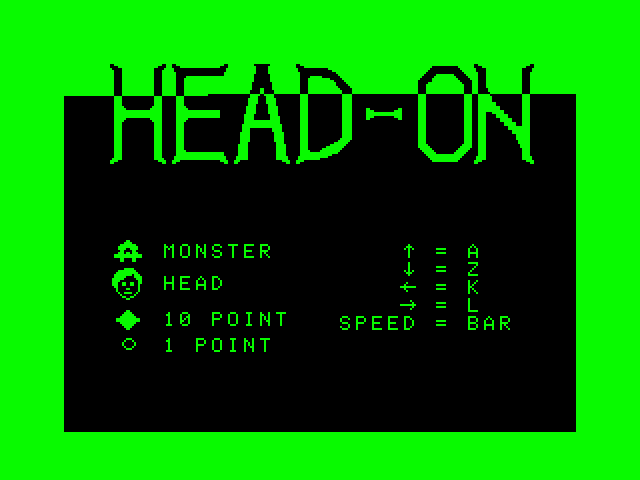 HEAD-ON
MONSTER
HEAD
10 POINT
1 POINT
↑ = A
↓ = Z
← = K
→ = L
SPEED = BAR